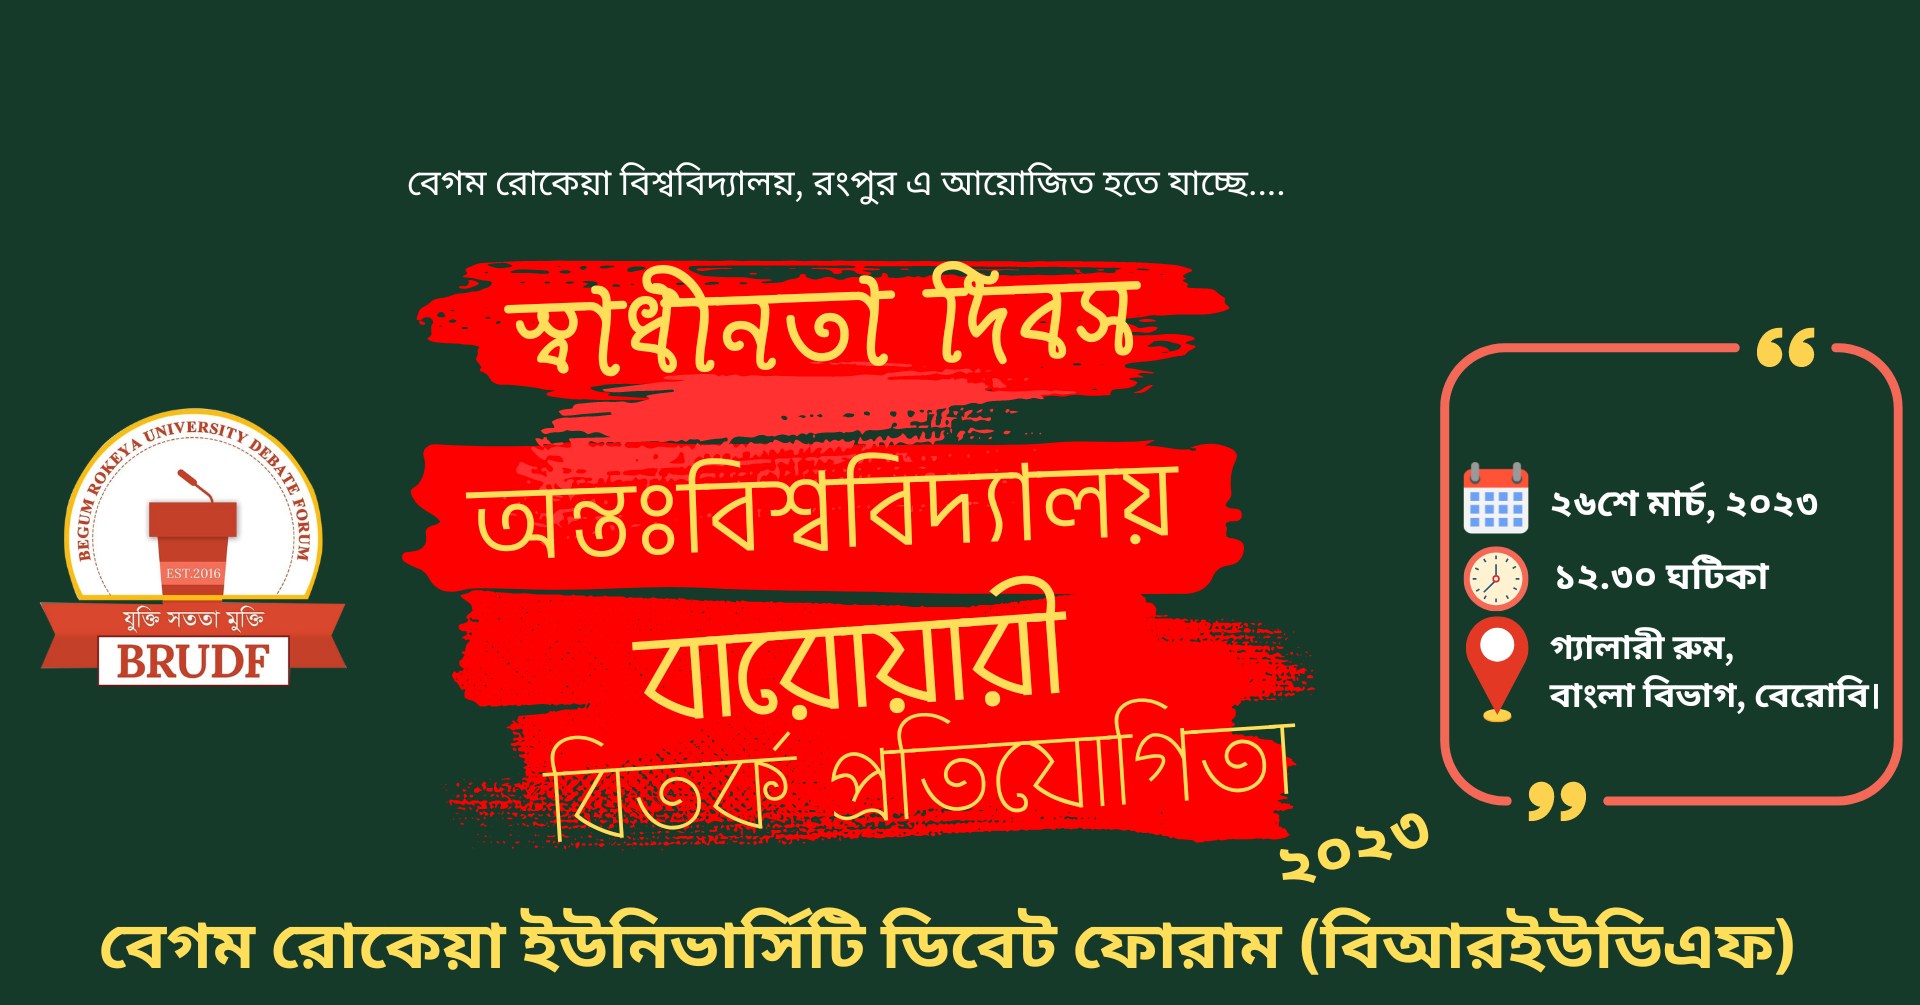 বেগম রোকেয়া বিশ্ববিদ্যালয়, রংপুর এ আয়োজিত হতে যাচ্ছে....
স্বাধীনতা দিবস
অন্তঃবিশ্ববিদ্যালয়
বারোয়ারী
বিতর্ক প্রতিযোগিতা
২০২৩
BEGUM ROKEYA UNIVERSITY DEBATE FORUM
EST.2016
যুক্তি সততা মুক্তি
BRUDF
২৬শে মার্চ, ২০২৩
১২.৩০ ঘটিকা
গ্যালারী রুম,
বাংলা বিভাগ, বেরোবি।
বেগম রোকেয়া ইউনিভার্সিটি ডিবেট ফোরাম (বিআরইউডিএফ)